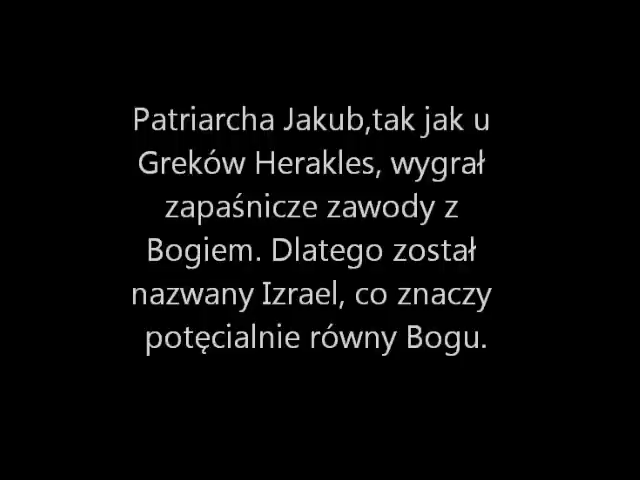 Patriarcha Jakub,tak jak u
Greków Herakles, wygrał
zapaśnicze zawody z
Bogiem. Dlatego został
nazwany Izrael, co znaczy
potęcialnie równy Bogu.